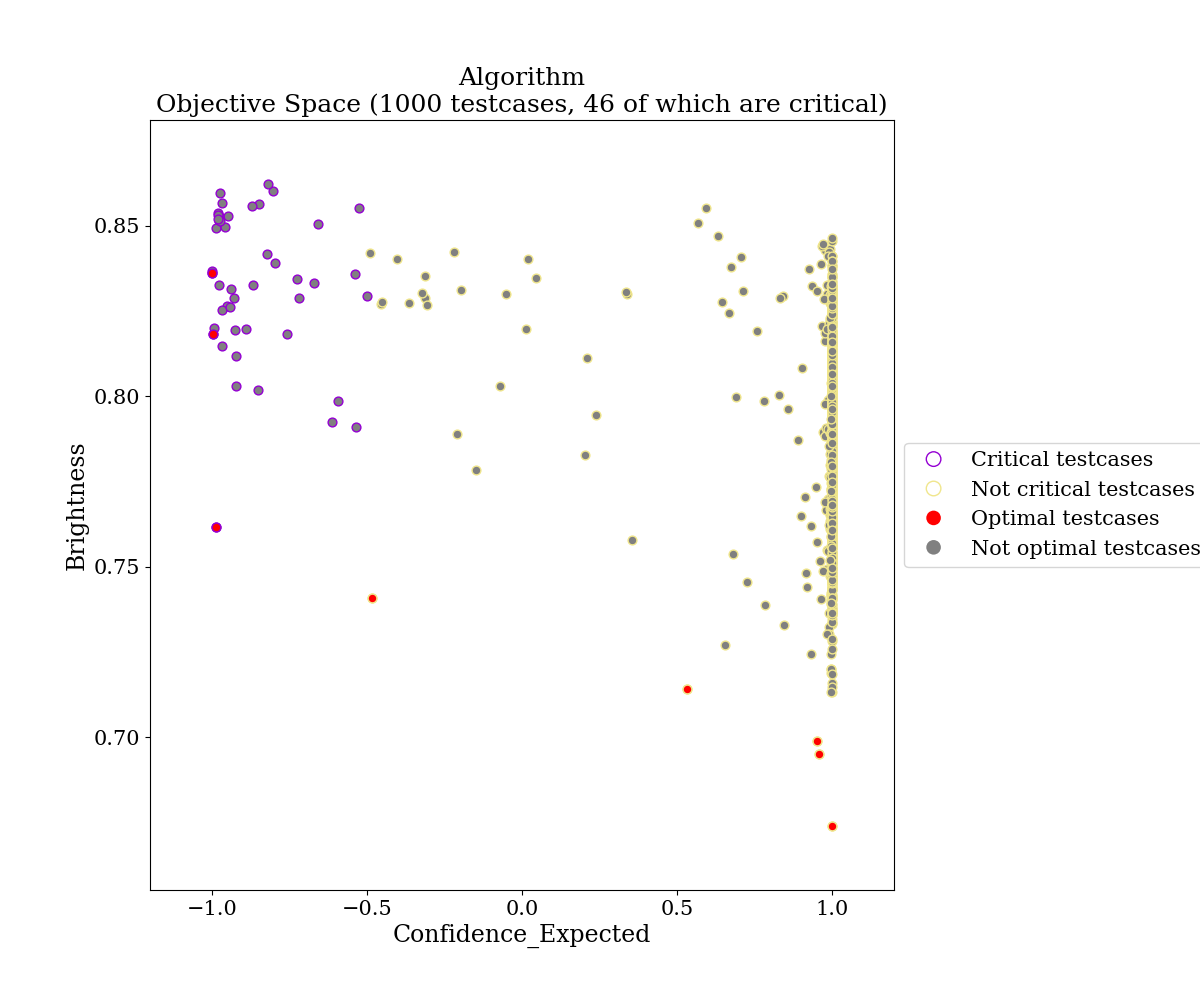 Algorithm
Objective Space (1000 testcases, 46 of which are critical)
Brightness
0.85
0.80
0.75
0.70
−1.0
−0.5
0.0
0.5
1.0
Confidence_Expected
Critical testcases
Not critical testcases
Optimal testcases
Not optimal testcases